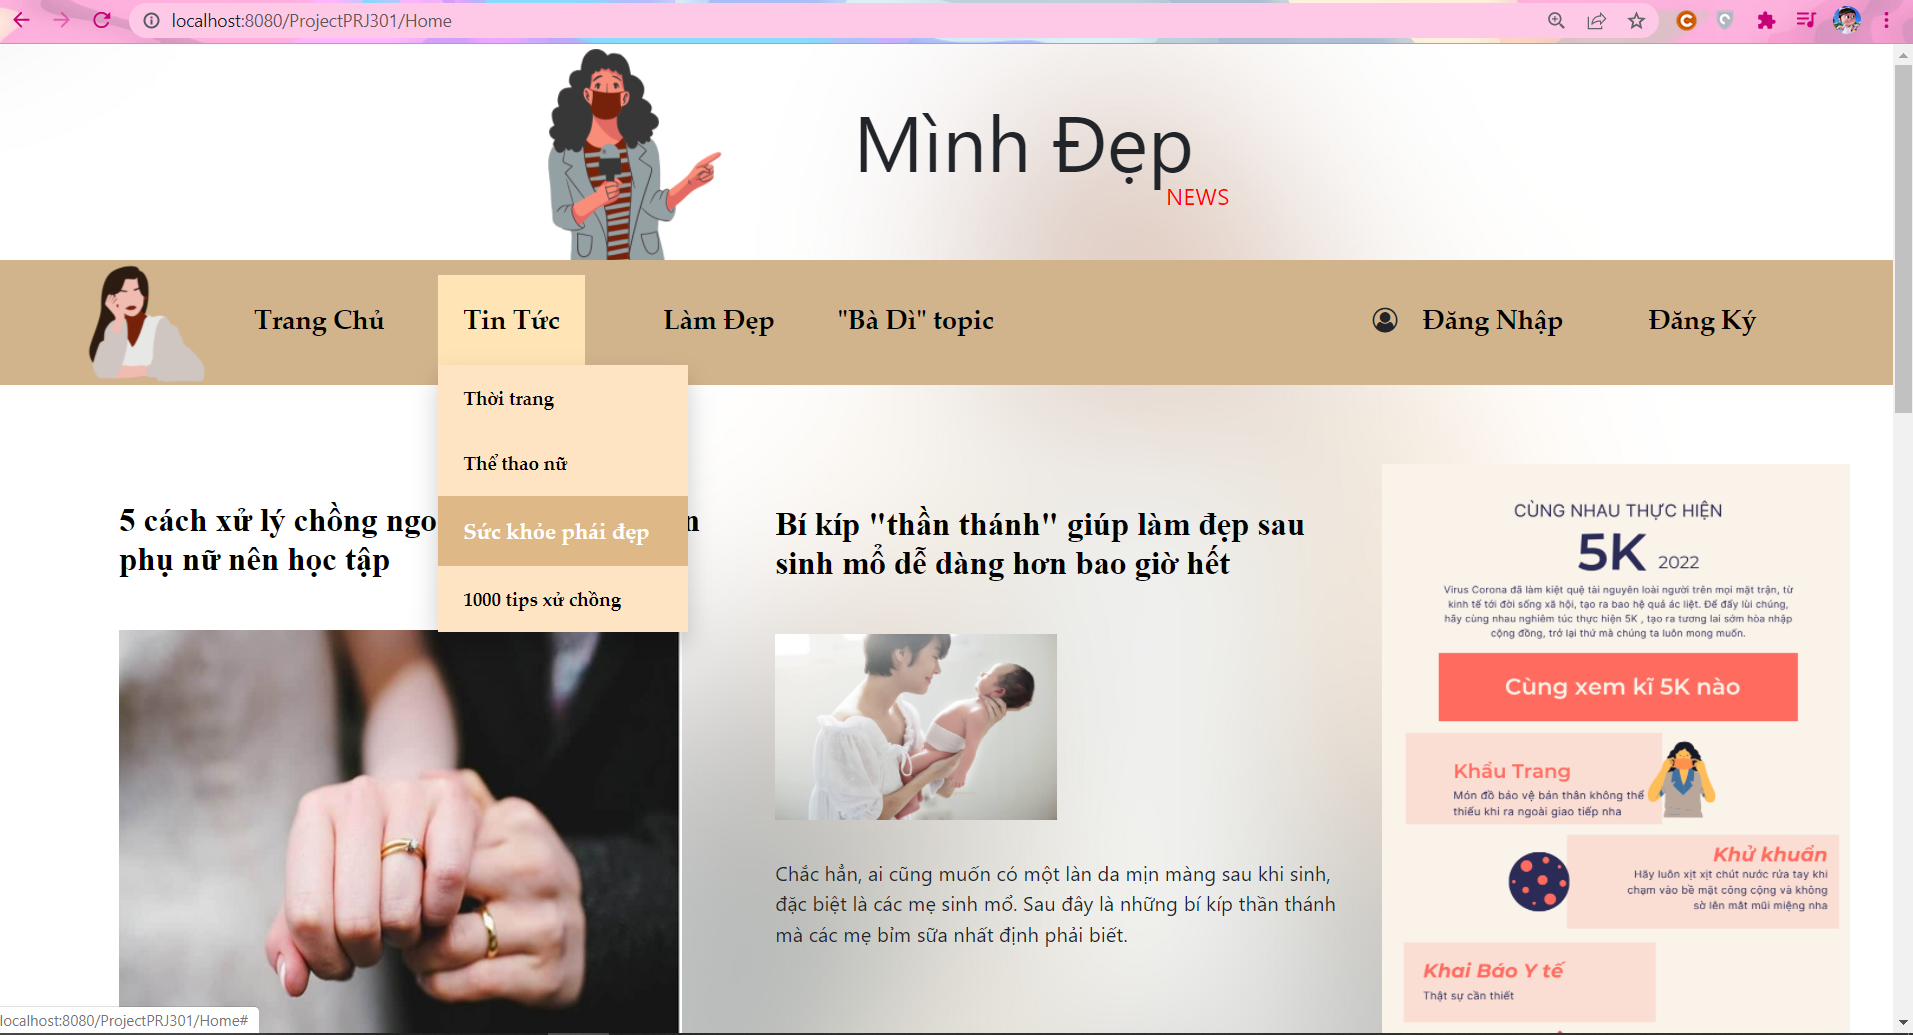 localhost:8080/ProjectPRJ301/Home
Mình Đẹp
NEWS
Trang Chủ
Tin Tức
Làm Đẹp
"Bà Dì" topic
Đăng Nhập
Đăng Ký
Thời trang
Thể thao nữ
Sức khỏe phái đẹp
1000 tips xử chồng
5 cách xử lý chồng ngo
n
phụ nữ nên học tập
Bí kíp "thần thánh" giúp làm đẹp sau
sinh mổ dễ dàng hơn bao giờ hết
Chắc hẳn, ai cũng muốn có một làn da mịn màng sau khi sinh,
đặc biệt là các mẹ sinh mổ. Sau đây là những bí kíp thần thánh
mà các mẹ bỉm sữa nhất định phải biết.
CÙNG NHAU THỰC HIỆN
5K 2022
Virus Corona đã làm kiệt quệ tài nguyên loài người trên mọi mặt trận, từ
kinh tế tới đời sống xã hội, tạo ra bao hệ quả ác liệt. Để đẩy lùi chúng,
hãy cùng nhau nghiêm túc thực hiện 5K , tạo ra tương lai sớm hòa nhập
cộng đồng, trở lại thứ mà chúng ta luôn mong muốn.
Cùng xem kĩ 5K nào
Khẩu Trang
Món đồ bảo vệ bản thân không thể
thiếu khi ra ngoài giao tiếp nha
Khử khuẩn
Hãy luôn xịt xịt chút nước rửa tay khi
chạm vào bề mặt công cộng và không
sờ lên mắt mũi miệng nha
Khai Báo Y tế
Thật sự cần thiết
localhost:8080/ProjectPRJ301/Home#